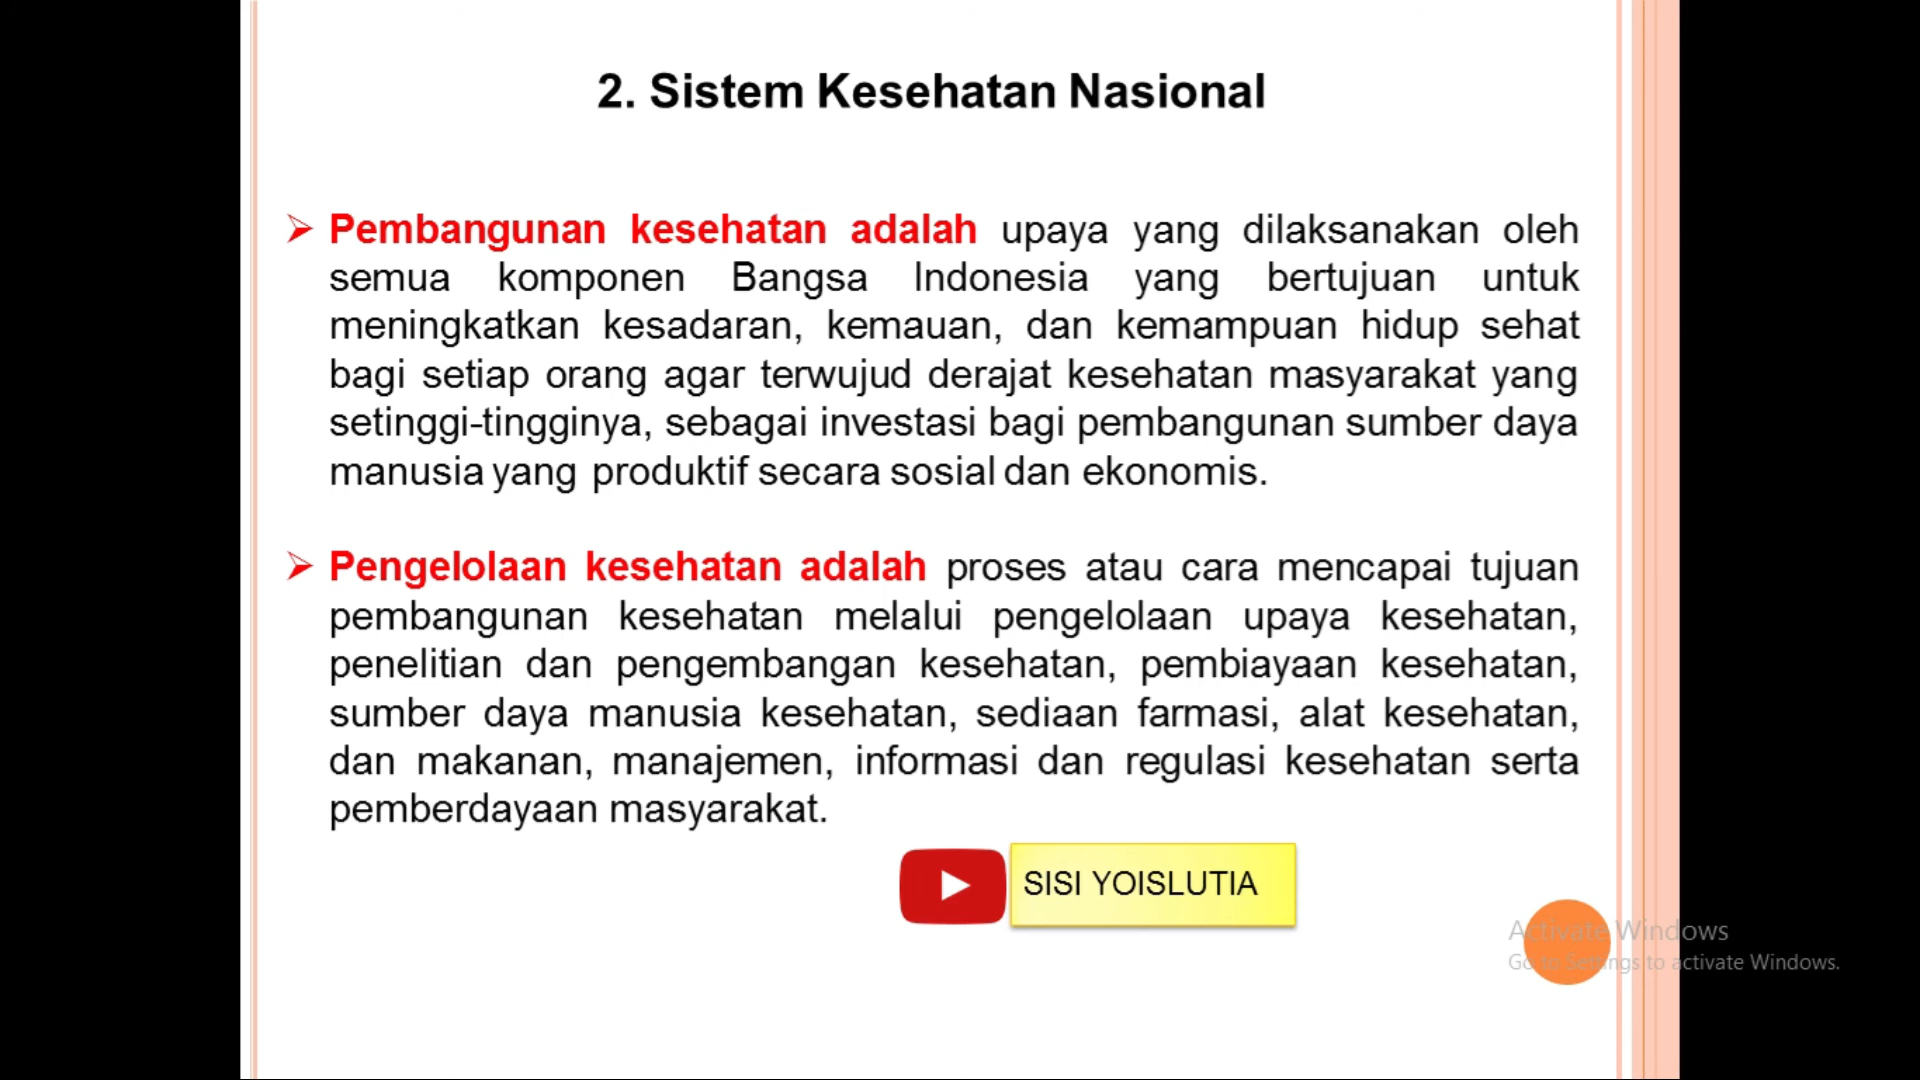 2. Sistem Kesehatan Nasional
Pembangunan kesehatan adalah upaya yang dilaksanakan oleh
semua komponen Bangsa Indonesia yang bertujuan untuk
meningkatkan kesadaran, kemauan, dan kemampuan hidup sehat
bagi setiap orang agar terwujud derajat kesehatan masyarakat yang
setinggi-tingginya, sebagai investasi bagi pembangunan sumber daya
manusia yang produktif secara sosial dan ekonomis.
Pengelolaan kesehatan adalah proses atau cara mencapai tujuan
pembangunan kesehatan melalui pengelolaan upaya kesehatan,
penelitian dan pengembangan kesehatan, pembiayaan kesehatan,
sumber daya manusia kesehatan, sediaan farmasi, alat kesehatan,
dan makanan, manajemen, informasi dan regulasi kesehatan serta
pemberdayaan masyarakat.
SISI YOISLUTIA
Activate Windows
Go to Settings to activate Windows.